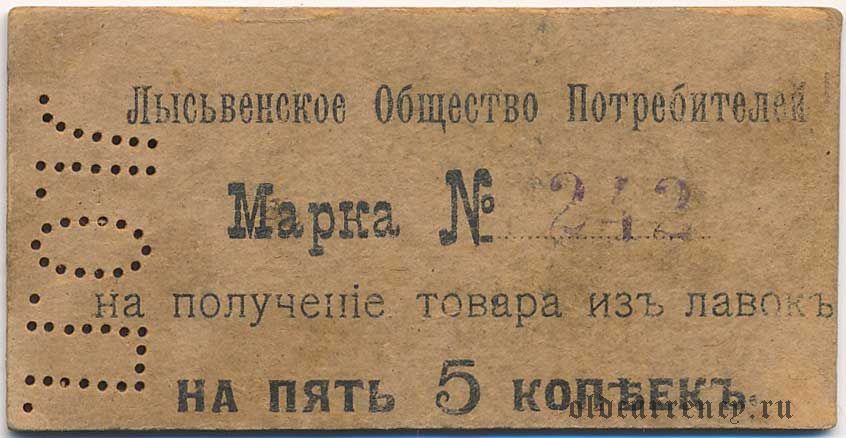 Лысьвенское Общество Потребителей
Марка № 242
на полученіе товара изъ лавокъ
НА ПЯТЬ 5 КОПѢЕКЪ.
oldcurrency.ru